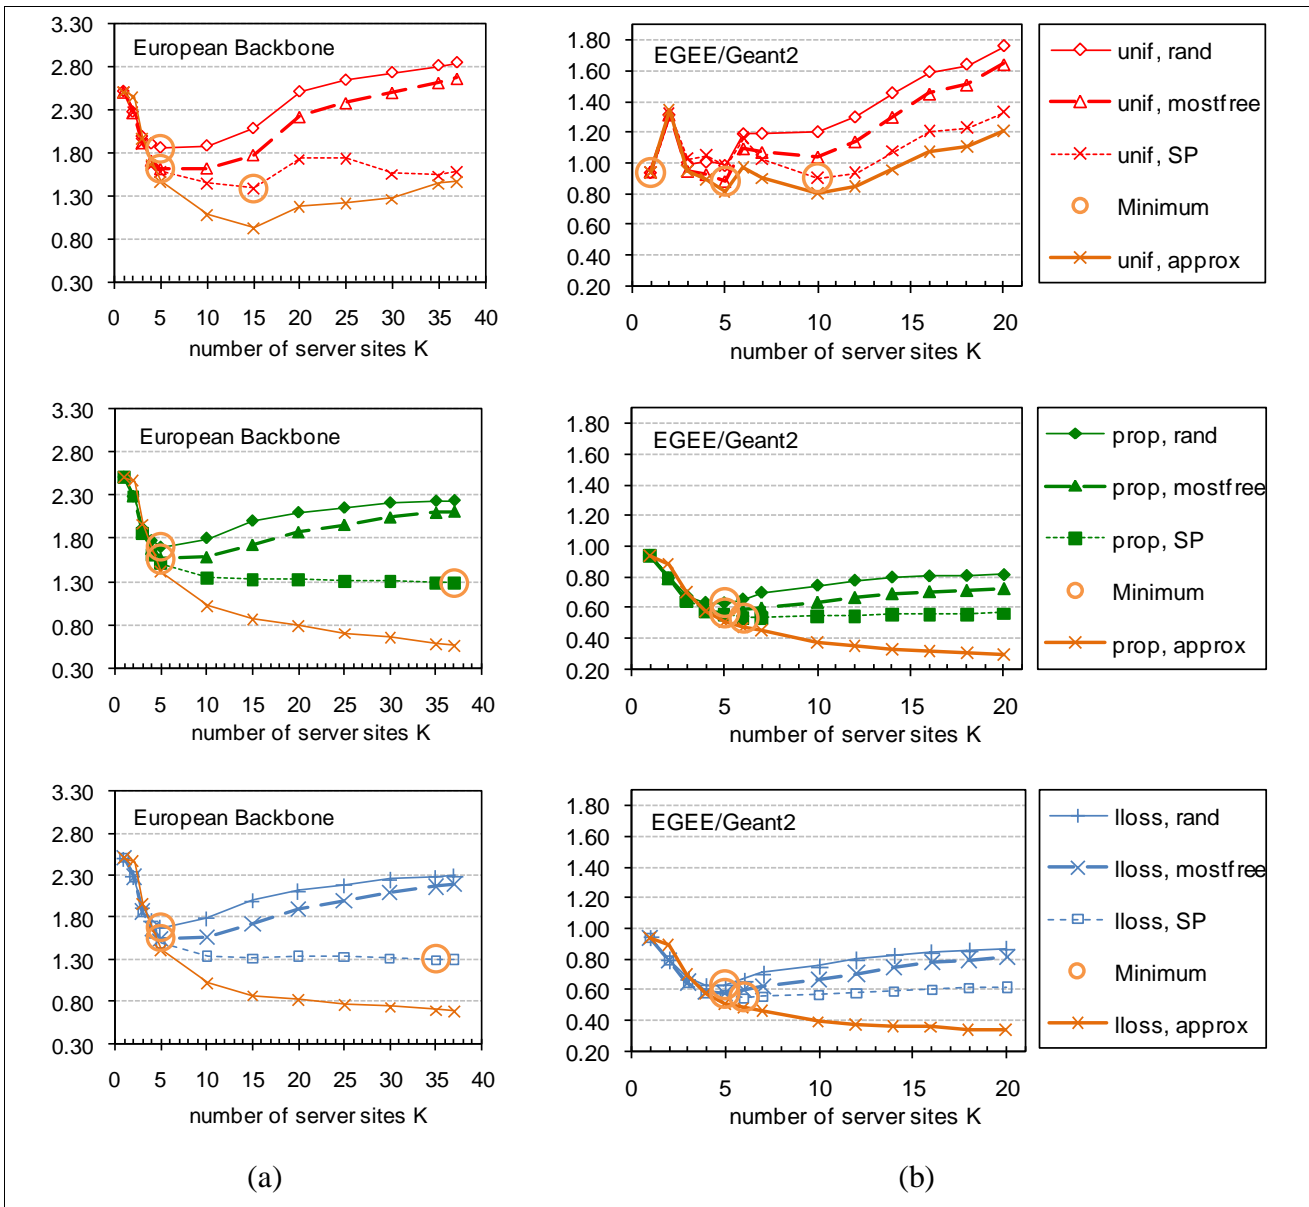 European Backbone
3.30
2.80
2.30
1.80
1.30
0.80
0.30
0 5 10 15 20 25 30 35 40
number of server sites K
EGEE/Geant2
1.80
1.60
1.40
1.20
1.00
0.80
0.60
0.40
0.20
0 5 10 15 20
number of server sites K
unif, rand
unif, mostfree
unif, SP
Minimum
unif, approx
European Backbone
3.30
2.80
2.30
1.80
1.30
0.80
0.30
0 5 10 15 20 25 30 35 40
number of server sites K
EGEE/Geant2
1.80
1.60
1.40
1.20
1.00
0.80
0.60
0.40
0.20
0 5 10 15 20
number of server sites K
prop, rand
prop, mostfree
prop, SP
Minimum
prop, approx
European Backbone
3.30
2.80
2.30
1.80
1.30
0.80
0.30
0 5 10 15 20 25 30 35 40
number of server sites K
EGEE/Geant2
1.80
1.60
1.40
1.20
1.00
0.80
0.60
0.40
0.20
0 5 10 15 20
number of server sites K
lloss, rand
lloss, mostfree
lloss, SP
Minimum
lloss, approx
(a)
(b)